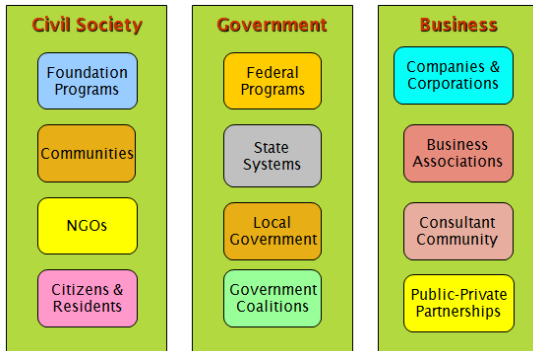 Civil Society
Foundation
Programs
Communities
NGOs
Citizens &
Residents
Government
Federal
Programs
State
Systems
Local
Government
Government
Coalitions
Business
Companies &
Corporations
Business
Associations
Consultant
Community
Public-Private
Partnerships